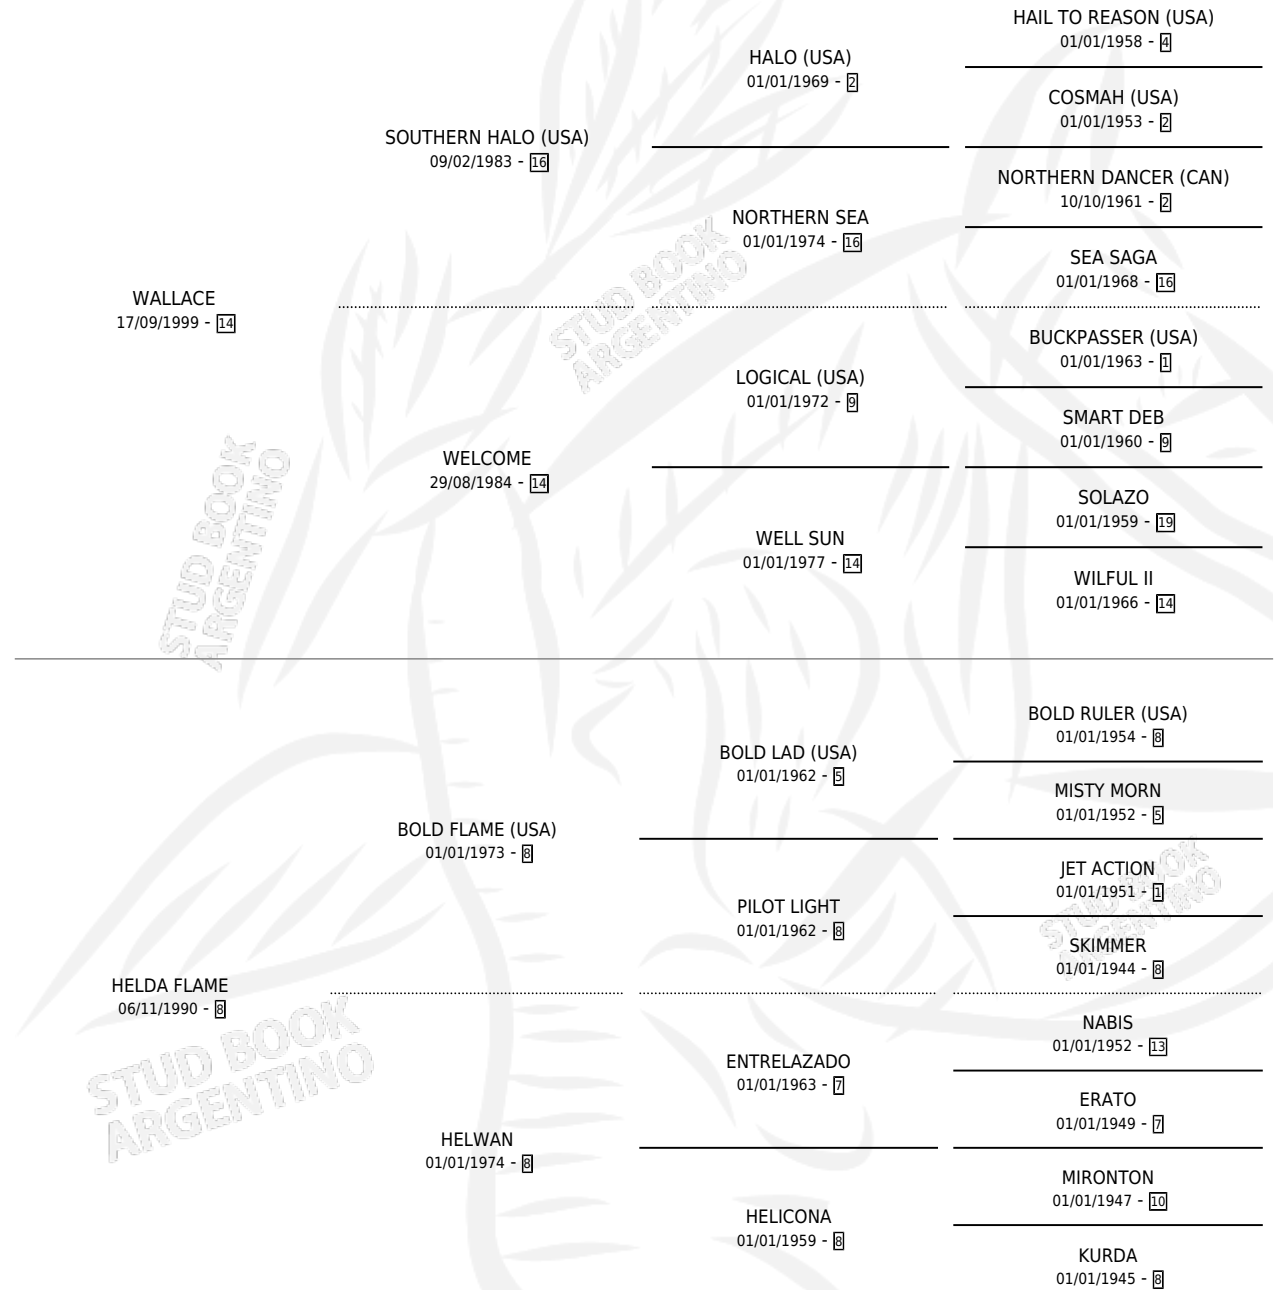 HAIL TO REASON (USA)
01/01/1958 - 4
HALO (USA)
01/01/1969 - 2
COSMAH (USA)
01/01/1953 - 2
SOUTHERN HALO (USA)
09/02/1983 - 16
NORTHERN DANCER (CAN)
10/10/1961 - 2
NORTHERN SEA
01/01/1974 - 16
SEA SAGA
01/01/1968 - 16
WALLACE
17/09/1999 - 14
STUD BOOK
ARGENTINO
BUCKPASSER (USA)
01/01/1963 - 1
LOGICAL (USA)
01/01/1972 - 9
SMART DEB
01/01/1960 - 9
WELCOME
29/08/1984 - 14
SOLAZO
01/01/1959 - 19
WELL SUN
01/01/1977 - 14
WILFUL II
01/01/1966 - 14
STUD BOOK
ARGENTINO
BOLD RULER (USA)
01/01/1954 - 8
BOLD LAD (USA)
01/01/1962 - 5
MISTY MORN
01/01/1952 - 5
BOLD FLAME (USA)
01/01/1973 - 8
JET ACTION
01/01/1951 - 1
PILOT LIGHT
01/01/1962 - 8
STUD BOOK
ARGENTINO
SKIMMER
01/01/1944 - 8
HELDA FLAME
06/11/1990 - 8
STUD BOOK
ARGENTINO
NABIS
01/01/1952 - 13
ENTRELAZADO
01/01/1963 - 7
ERATO
01/01/1949 - 7
HELWAN
01/01/1974 - 8
MIRONTON
01/01/1947 - 10
HELICONA
01/01/1959 - 8
KURDA
01/01/1945 - 8